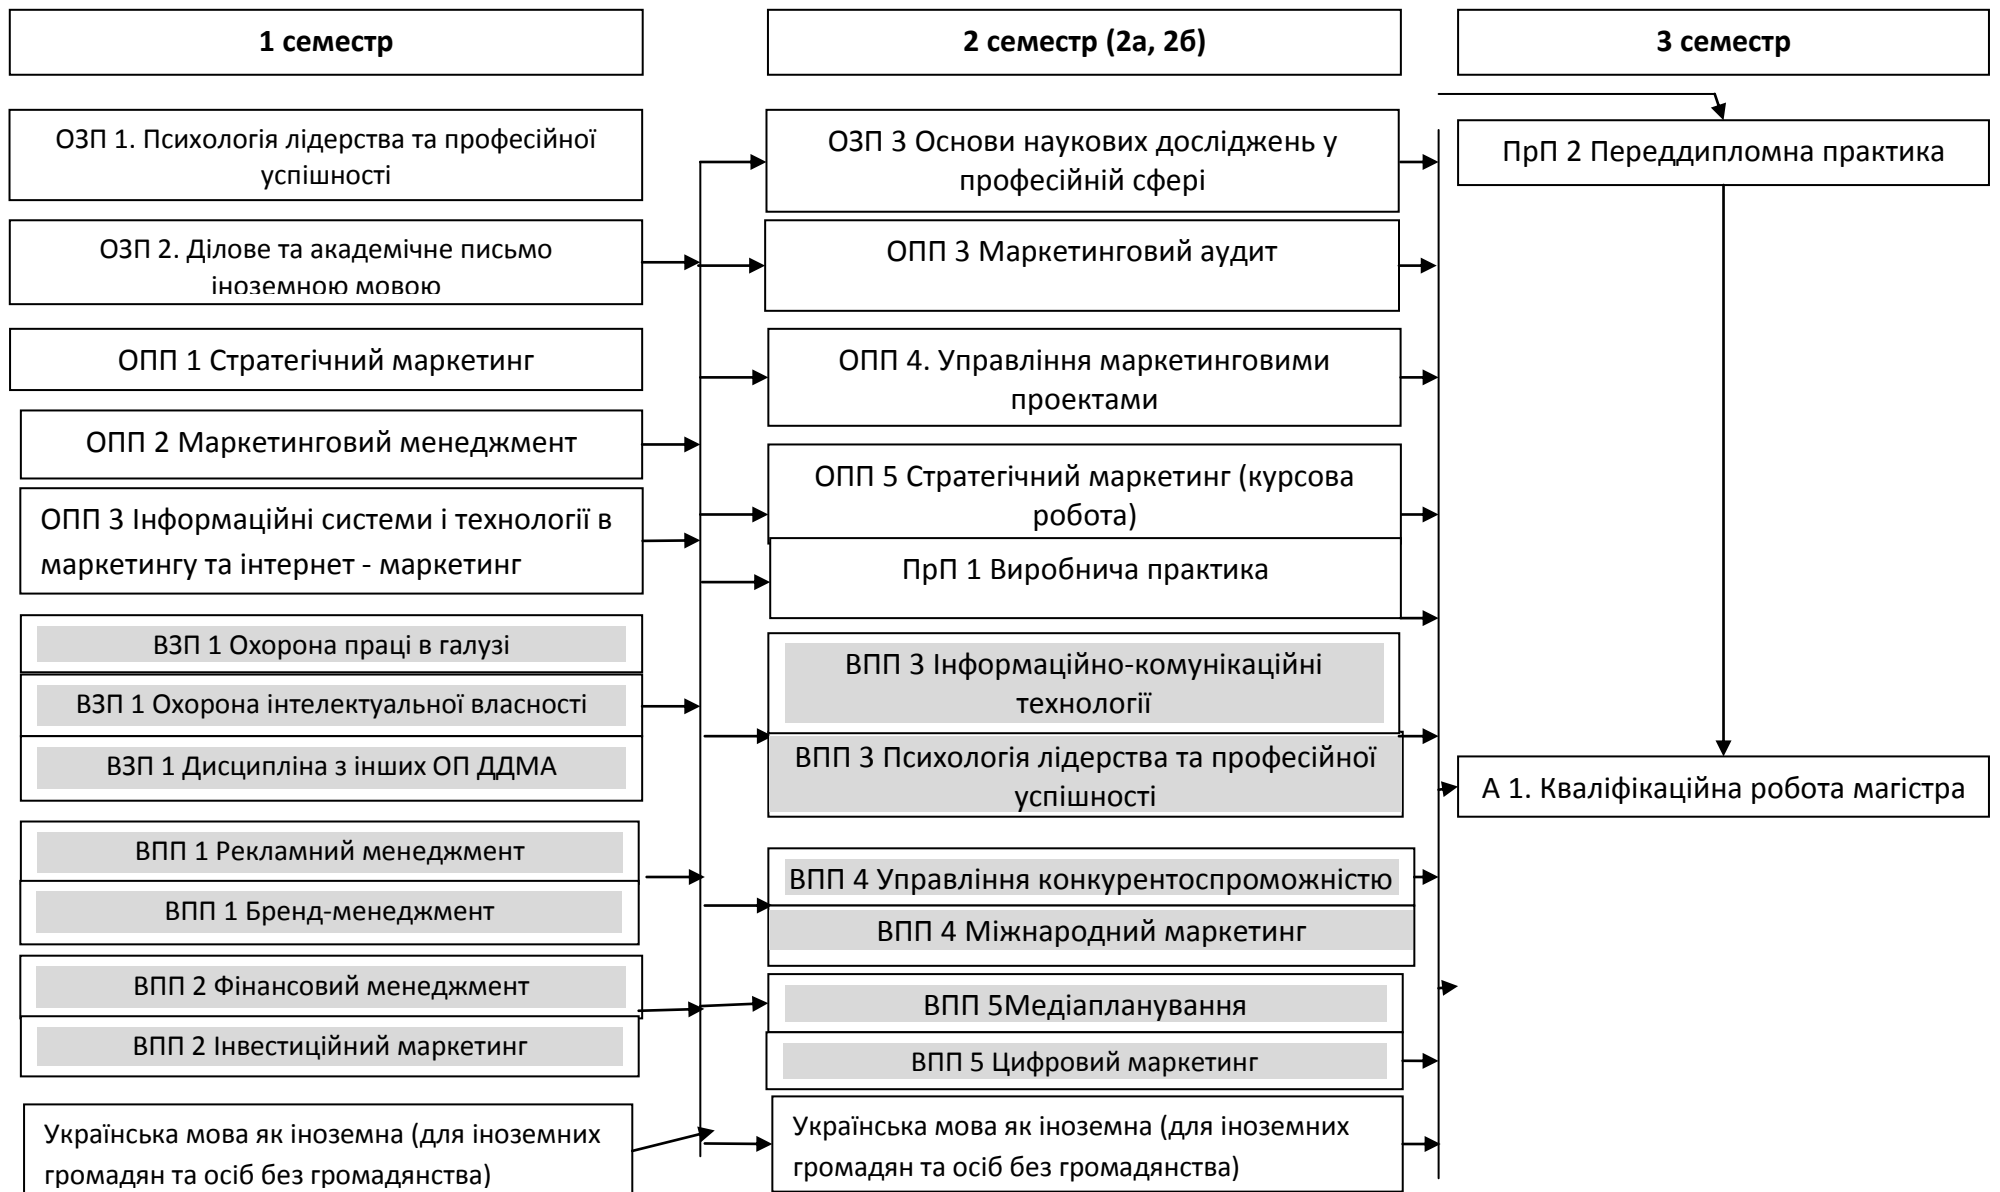 1 семестр
2 семестр (2а, 2б)
3 семестр
ОЗП 1. Психологія лідерства та професійної
успішності
ОЗП 2. Ділове та академічне письмо
іноземною мовою
ОПП 1 Стратегічний маркетинг
ОПП 2 Маркетинговий менеджмент
ОПП 3 Інформаційні системи і технології в
маркетингу та інтернет - маркетинг
ВЗП 1 Охорона праці в галузі
ВЗП 1 Охорона інтелектуальної власності
ВЗП 1 Дисципліна з інших ОП ДДМА
ВПП 1 Рекламний менеджмент
ВПП 1 Бренд-менеджмент
ВПП 2 Фінансовий менеджмент
ВПП 2 Інвестиційний маркетинг
Українська мова як іноземна (для іноземних
громадян та осіб без громадянства)
ОЗП 3 Основи наукових досліджень у
професійній сфері
ОПП 3 Маркетинговий аудит
ОПП 4. Управління маркетинговими
проектами
ОПП 5 Стратегічний маркетинг (курсова
робота)
ПрП 1 Виробнича практика
ВПП 3 Інформаційно-комунікаційні
технології
ВПП 3 Психологія лідерства та професійної
успішності
ВПП 4 Управління конкурентоспроможністю
ВПП 4 Міжнародний маркетинг
ВПП 5Медіапланування
ВПП 5 Цифровий маркетинг
Українська мова як іноземна (для іноземних
громадян та осіб без громадянства)
ПрП 2 Переддипломна практика
А 1. Кваліфікаційна робота магістра